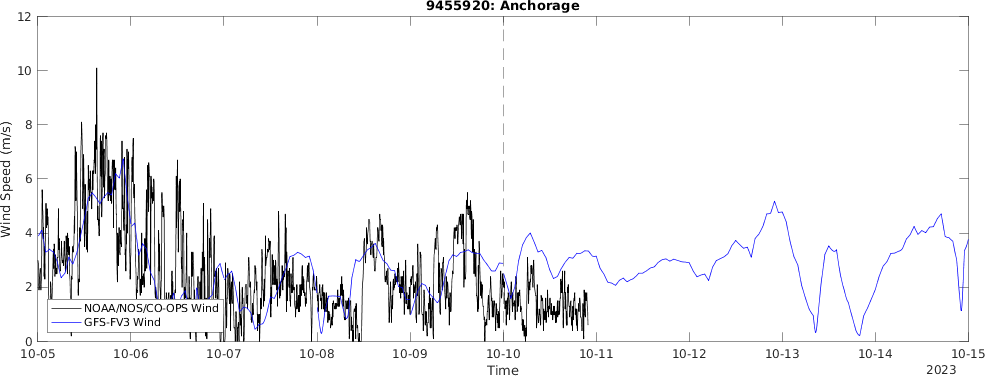 9455920: Anchorage
12
10
8
6
4
2
0
Wind Speed (m/s)
NOAA/NOS/CO-OPS Wind
GFS-FV3 Wind
10-05 10-06 10-07 10-08 10-09 10-10 10-11 10-12 10-13 10-14 10-15
Time
2023